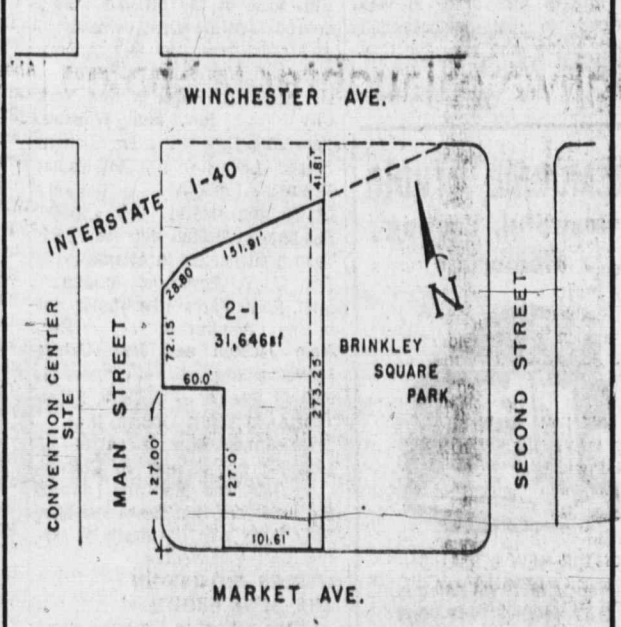 WINCHESTER AVE.
INTERSTATE I-40
41.81'
151.91'
28.80'
72.15
2-1
31,646sf
60.0'
273.25'
BRINKLEY
SQUARE
PARK
N
CONVENTION CENTER
SITE
MAIN STREET
SECOND STREET
127.00'
127.0'
101.61'
MARKET AVE.